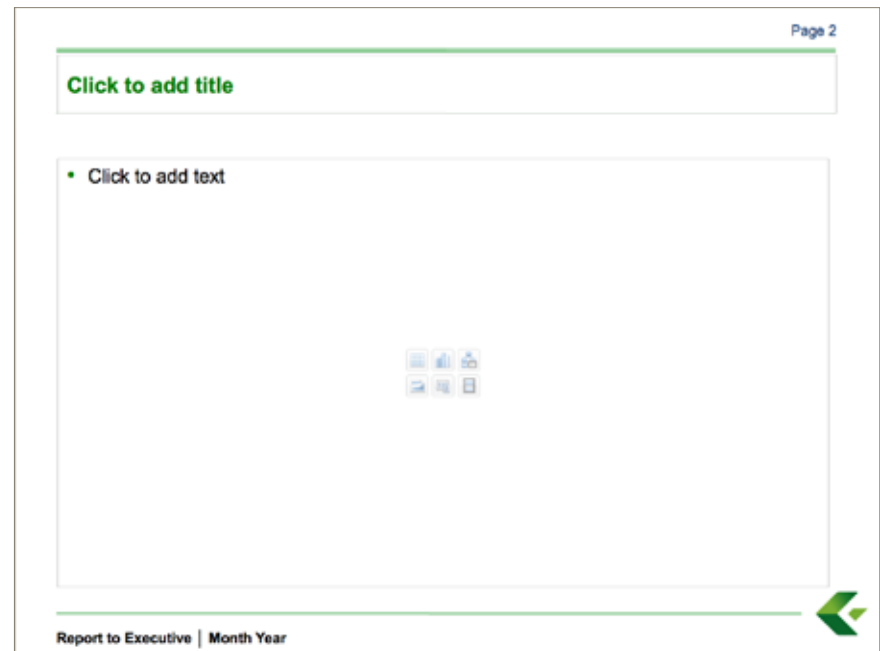 Page 2
Click to add title
• Click to add text
Report to Executive | Month Year